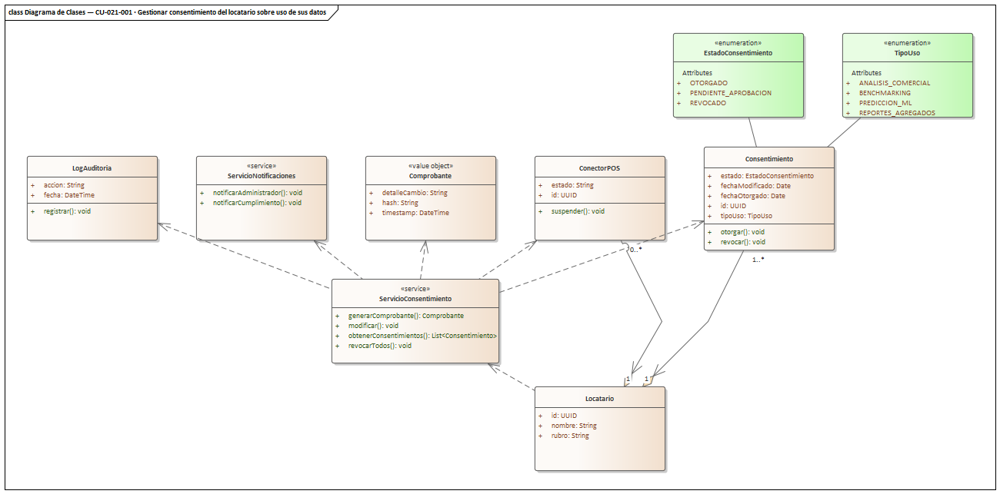 class Diagrama de Clases — CU-021-001 · Gestionar consentimiento del locatario sobre uso de sus datos
«enumeration»
EstadoConsentimiento
Attributes
+ OTORGADO
+ PENDIENTE_APROBACION
+ REVOCADO
«enumeration»
TipoUso
Attributes
+ ANALISIS_COMERCIAL
+ BENCHMARKING
+ PREDICCION_ML
+ REPORTES_AGREGADOS
LogAuditoria
+ accion: String
+ fecha: DateTime
+ registrar(): void
«service»
ServicioNotificaciones
+ notificarAdministrador(): void
+ notificarCumplimiento(): void
«value object»
Comprobante
+ detalleCambio: String
+ hash: String
+ timestamp: DateTime
ConectorPOS
+ estado: String
+ id: UUID
+ suspender(): void
Consentimiento
+ estado: EstadoConsentimiento
+ fechaModificado: Date
+ fechaOtorgado: Date
+ id: UUID
+ tipoUso: TipoUso
+ otorgar(): void
+ revocar(): void
0..*
1..*
«service»
ServicioConsentimiento
+ generarComprobante(): Comprobante
+ modificar(): void
+ obtenerConsentimientos(): List<Consentimiento>
+ revocarTodos(): void
1
1
Locatario
+ id: UUID
+ nombre: String
+ rubro: String